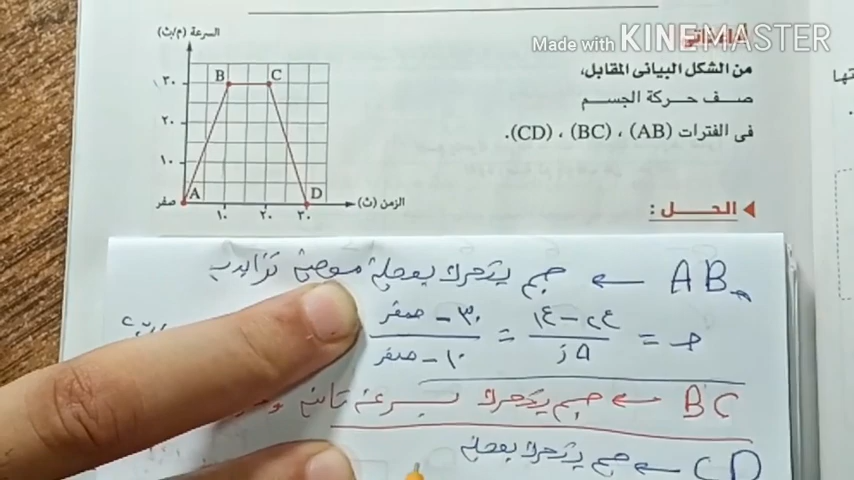 Made with KINEMASTER
من الشكل البيانى المقابل،
صف حركة الجسم
فى الفترات (AB) ، (BC) ، (CD).
السرعة (م/ث)
B C
٣٠
٢٠
١٠
A D
صفر
١٠ ٢٠ ٣٠
الزمن (ث)
الحل :
AB ← جسم يتحرك بعجلة موجبة تزايدية
جـ = ع٢ - ع١ / Δز = ٣٠ - صفر / ١٠ - صفر
BC ← جسم يتحرك بسرعة ثابتة
CD ← جسم يتحرك بعجلة